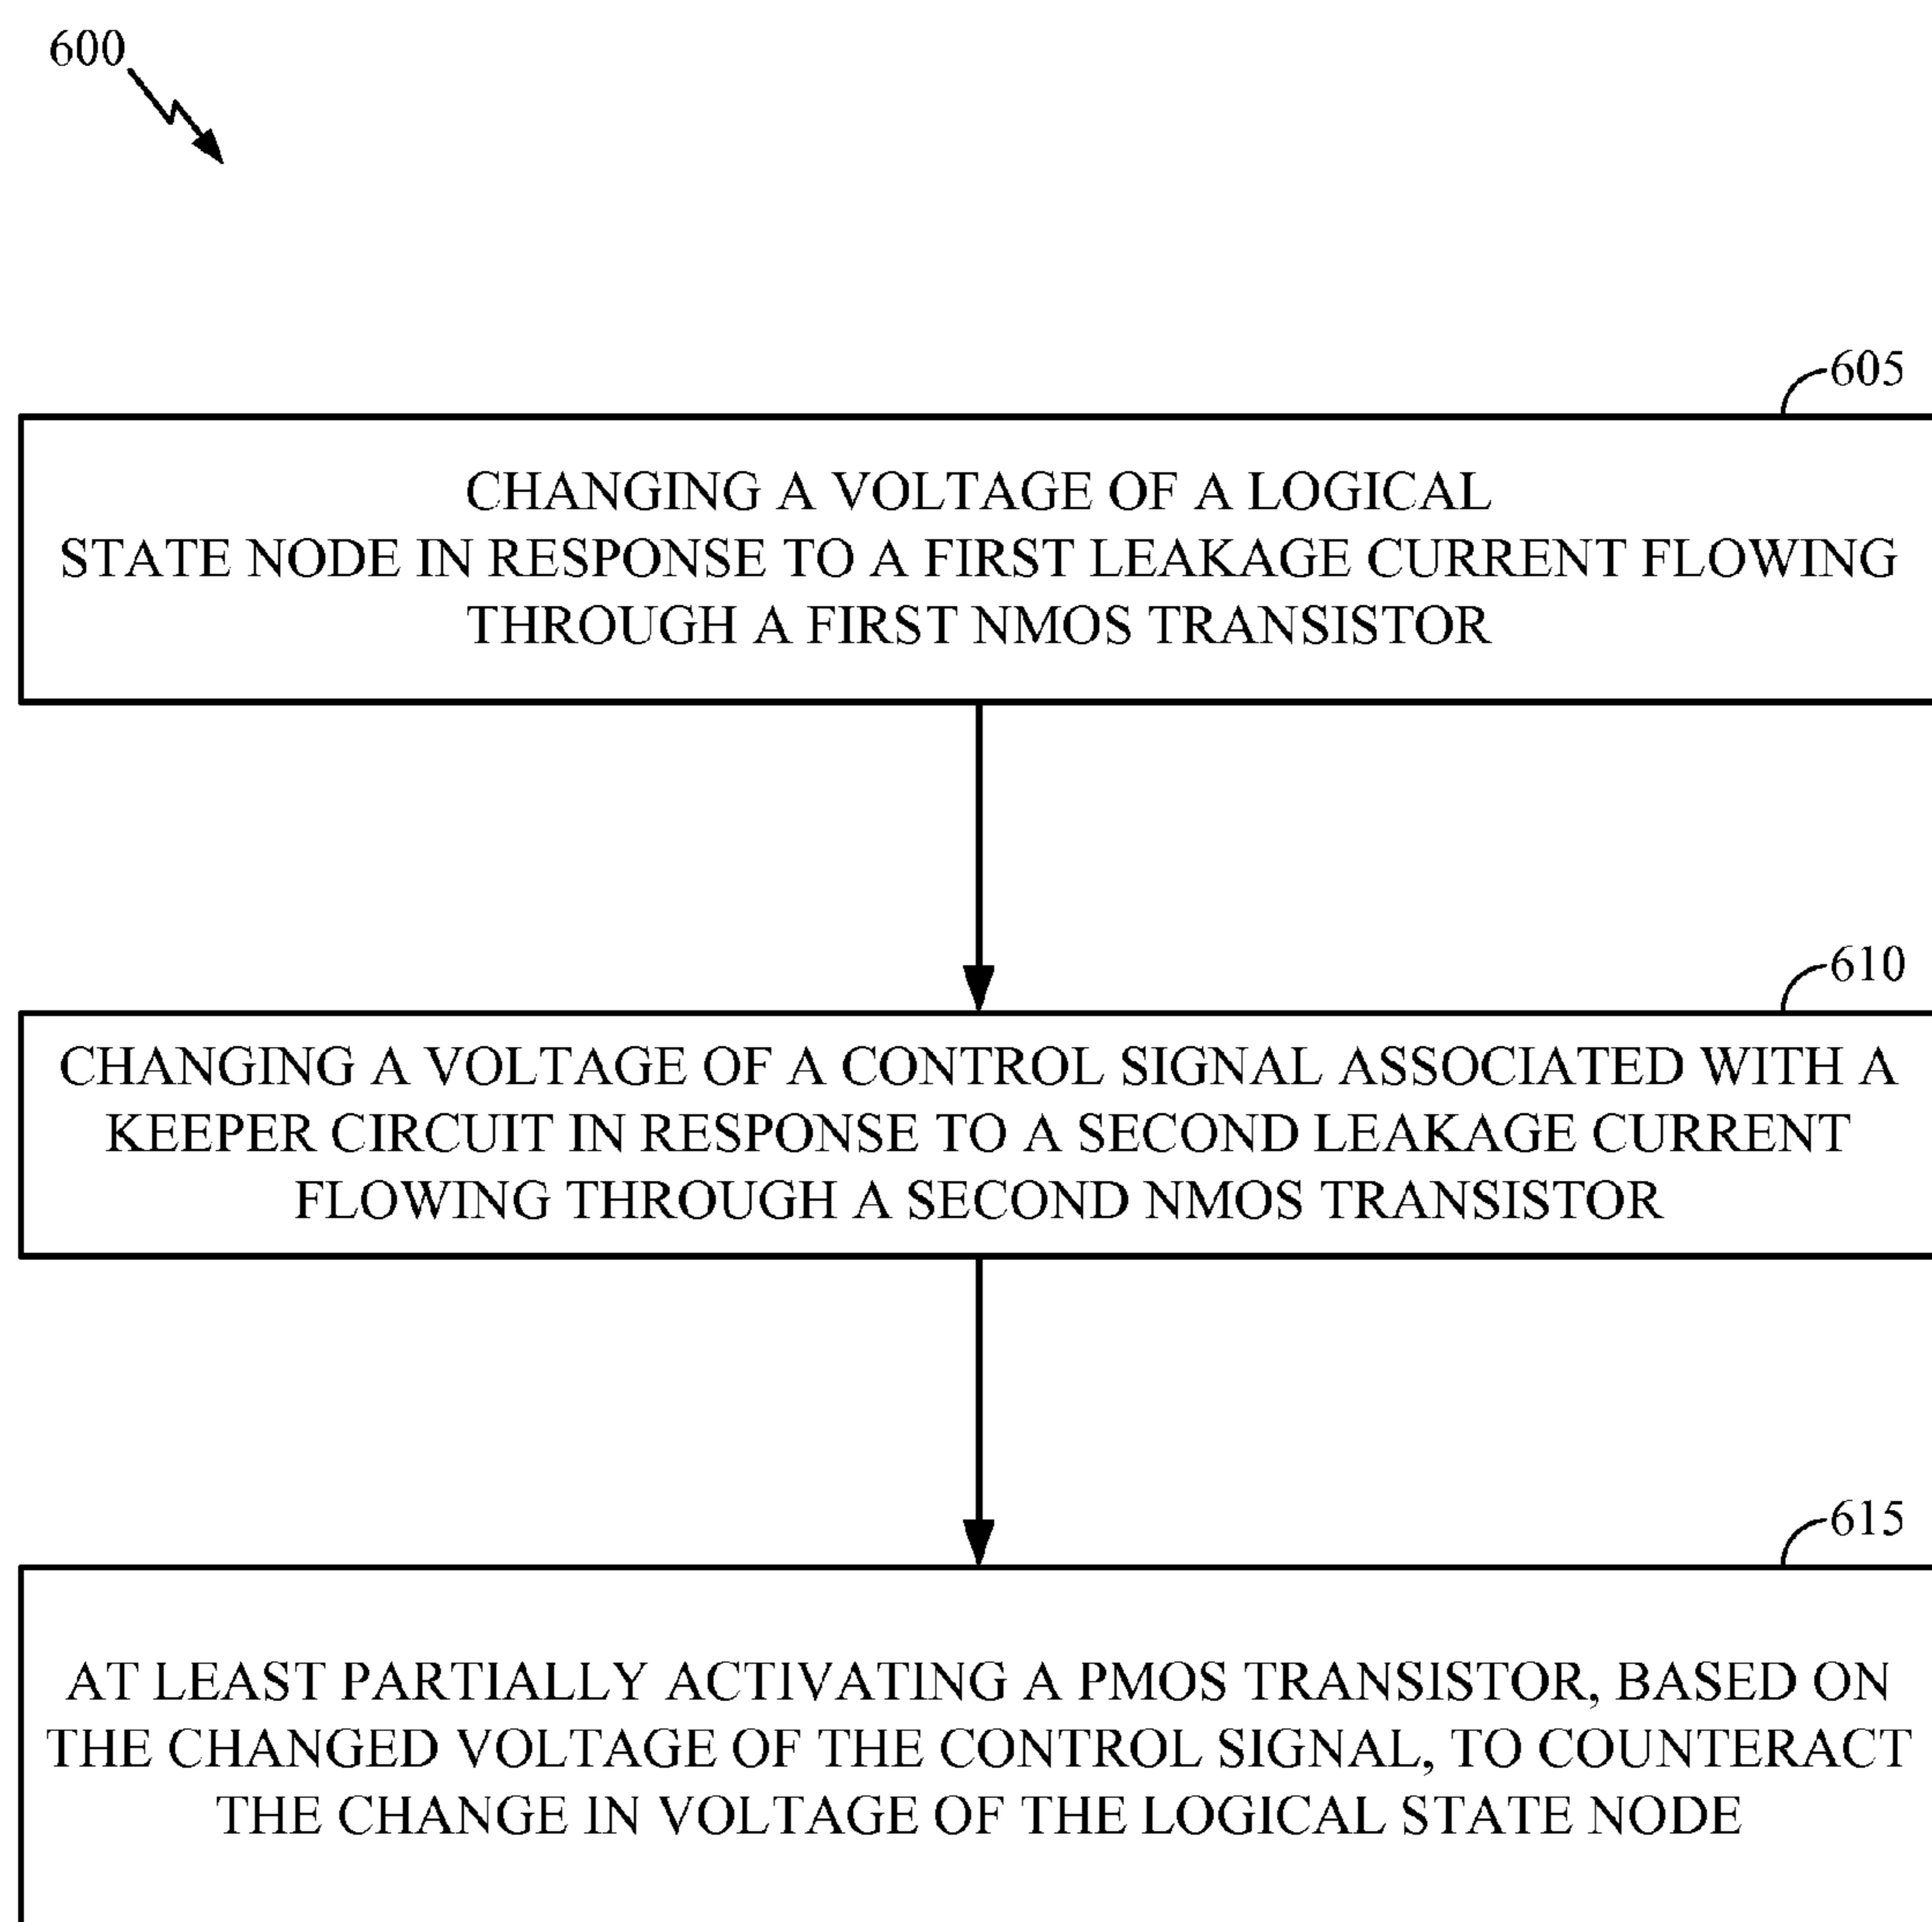 600
605
CHANGING A VOLTAGE OF A LOGICAL
STATE NODE IN RESPONSE TO A FIRST LEAKAGE CURRENT FLOWING
THROUGH A FIRST NMOS TRANSISTOR
610
CHANGING A VOLTAGE OF A CONTROL SIGNAL ASSOCIATED WITH A
KEEPER CIRCUIT IN RESPONSE TO A SECOND LEAKAGE CURRENT
FLOWING THROUGH A SECOND NMOS TRANSISTOR
615
AT LEAST PARTIALLY ACTIVATING A PMOS TRANSISTOR, BASED ON
THE CHANGED VOLTAGE OF THE CONTROL SIGNAL, TO COUNTERACT
THE CHANGE IN VOLTAGE OF THE LOGICAL STATE NODE